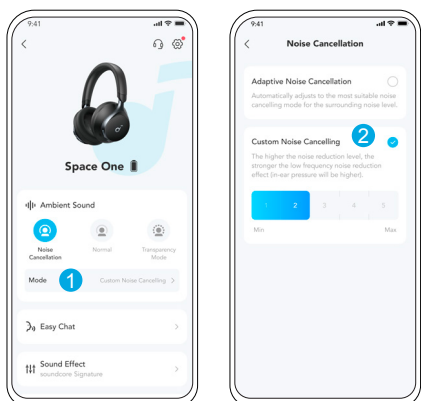 9:41
Space One
Ambient Sound
Noise
Cancellation
Normal
Transparency
Mode
Mode
1
Custom Noise Cancelling
Easy Chat
Sound Effect
soundcore Signature
9:41
Noise Cancellation
Adaptive Noise Cancellation
Automatically adjusts to the most suitable noise
cancelling mode for the surrounding noise level.
Custom Noise Cancelling
2
The higher the noise reduction level, the
stronger the low frequency noise reduction
effect (in-ear pressure will be higher).
1 2 3 4 5
Min Max